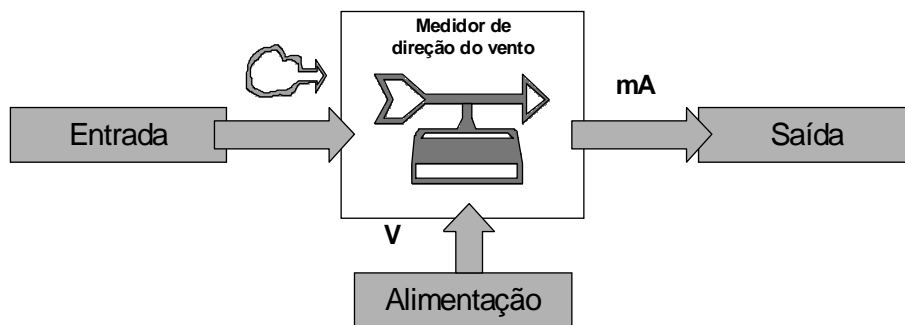 Medidor de
direção do vento
mA
Entrada
Saída
V
Alimentação